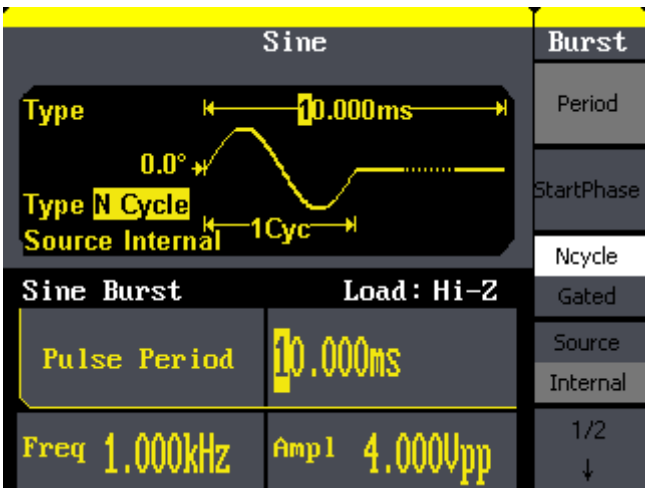 Sine
Burst
Type
10.000ms
Period
0.0°
StartPhase
Type N Cycle
1Cyc
Source Internal
Ncycle
Sine Burst
Load: Hi-Z
Gated
Pulse Period
10.000ms
Source
Internal
Freq 1.000kHz
Ampl 4.000Vpp
1/2
↓